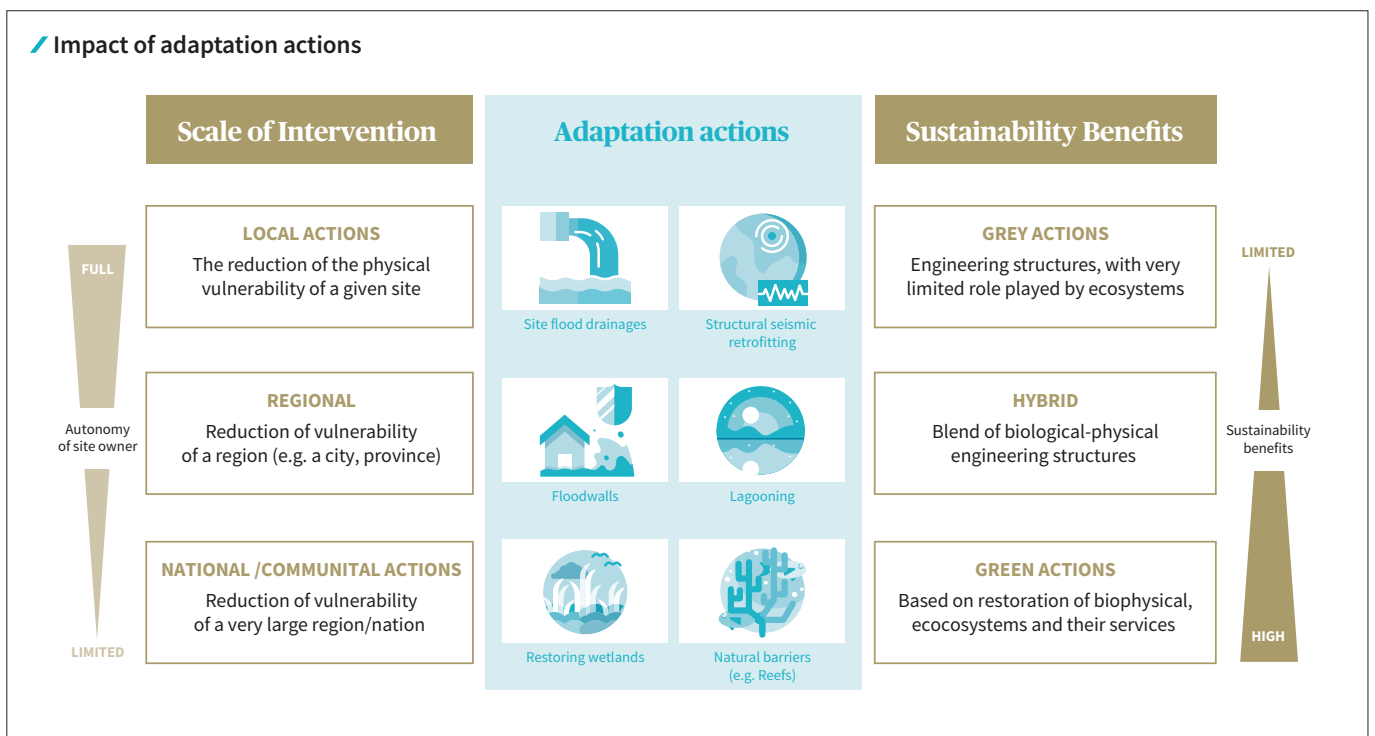 Impact of adaptation actions
Scale of Intervention
Adaptation actions
Sustainability Benefits
FULL
Autonomy
of site owner
LIMITED
LOCAL ACTIONS
The reduction of the physical
vulnerability of a given site
REGIONAL
Reduction of vulnerability
of a region (e.g. a city, province)
NATIONAL /COMMUNITAL ACTIONS
Reduction of vulnerability
of a very large region/nation
Site flood drainages
Structural seismic
retrofitting
Floodwalls
Lagooning
Restoring wetlands
Natural barriers
(e.g. Reefs)
GREY ACTIONS
Engineering structures, with very
limited role played by ecosystems
HYBRID
Blend of biological-physical
engineering structures
GREEN ACTIONS
Based on restoration of biophysical,
ecocosystems and their services
LIMITED
Sustainability
benefits
HIGH